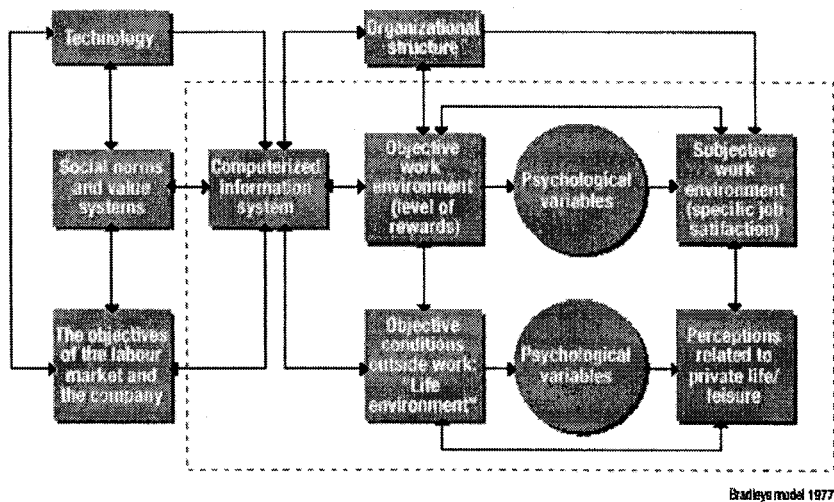 Technology
Organizational
structure
Social norms
and value
systems
Computerized
information
system
Objective
work
environment
(level of
rewards)
Psychological
variables
Subjective
work
environment
(specific job
satifaction)
The objectives
of the labour
market and
the company
Objective
conditions
outside work:
"Life
environment"
Psychological
variables
Perceptions
related to
private life/
leisure
Bradleys model 1977